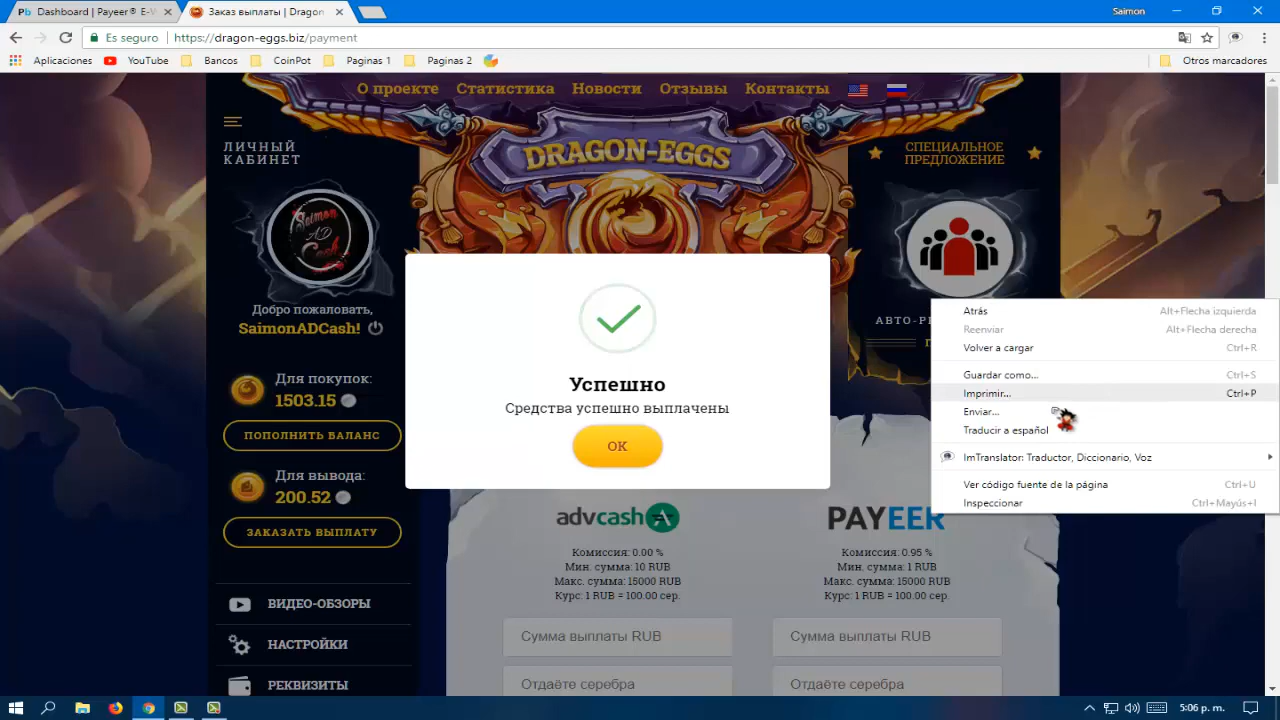 Dashboard | Payeer® E-W
Заказ выплаты | Dragon
Saimon
Es seguro
https://dragon-eggs.biz/payment
Aplicaciones
YouTube
Bancos
CoinPot
Paginas 1
Paginas 2
Otros marcadores
О проекте
Статистика
Новости
Отзывы
Контакты
ЛИЧНЫЙ
КАБИНЕТ
DRAGON-EGGS
СПЕЦИАЛЬНОЕ
ПРЕДЛОЖЕНИЕ
Saimon
AD
Cash
Добро пожаловать,
SaimonADCash!
Для покупок:
1503.15
ПОПОЛНИТЬ БАЛАНС
Для вывода:
200.52
ЗАКАЗАТЬ ВЫПЛАТУ
ВИДЕО-ОБЗОРЫ
НАСТРОЙКИ
РЕКВИЗИТЫ
Успешно
Средства успешно выплачены
OK
АВТО-РЕ
Atrás Alt+Flecha izquierda
Reenviar Alt+Flecha derecha
Volver a cargar Ctrl+R
Guardar como... Ctrl+S
Imprimir... Ctrl+P
Enviar...
Traducir a español
ImTranslator: Traductor, Diccionario, Voz
Ver código fuente de la página Ctrl+U
Inspeccionar Ctrl+Mayús+I
advcash
Комиссия: 0.00 %
Мин. сумма: 10 RUB
Макс. сумма: 15000 RUB
Курс: 1 RUB = 100.00 сер.
Сумма выплаты RUB
Отдаёте серебра
PAYEER
Комиссия: 0.95 %
Мин. сумма: 1 RUB
Макс. сумма: 15000 RUB
Курс: 1 RUB = 100.00 сер.
Сумма выплаты RUB
Отдаёте серебра
5:06 p. m.